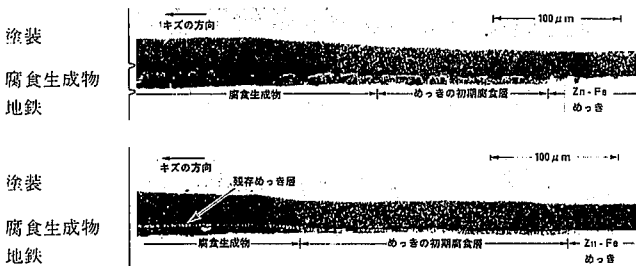 塗装
腐食生成物
地鉄
キズの方向
100μm
腐食生成物
めっきの初期腐食層
Zn-Fe
めっき
塗装
腐食生成物
地鉄
キズの方向
残存めっき層
100μm
腐食生成物
めっきの初期腐食層
Zn-Fe
めっき